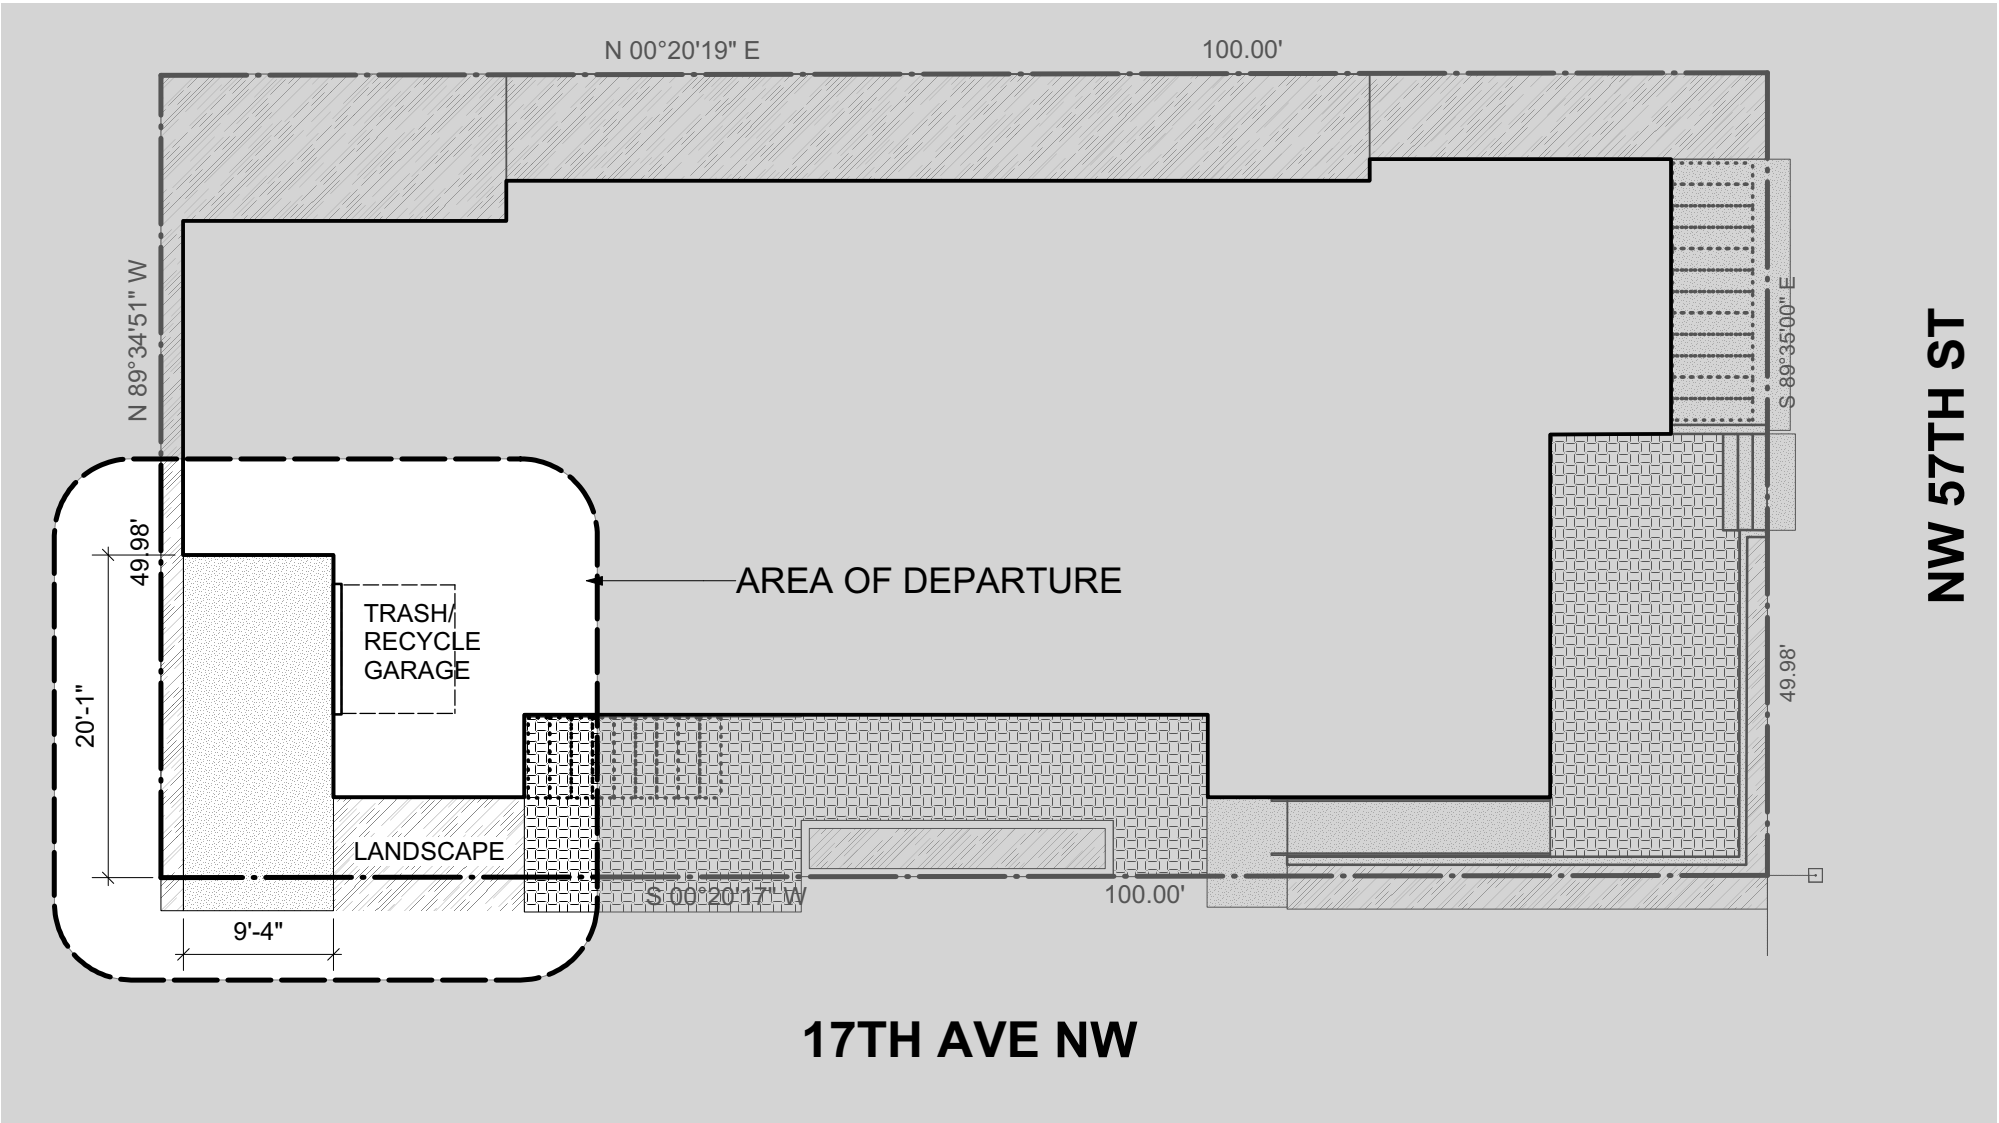 N 00°20'19" E
100.00'
N 89°34'51" W
49.98'
S 89°35'00" E
49.98'
NW 57TH ST
AREA OF DEPARTURE
TRASH/
RECYCLE
GARAGE
20'-1"
LANDSCAPE
S 00°20'17" W
100.00'
9'-4"
17TH AVE NW